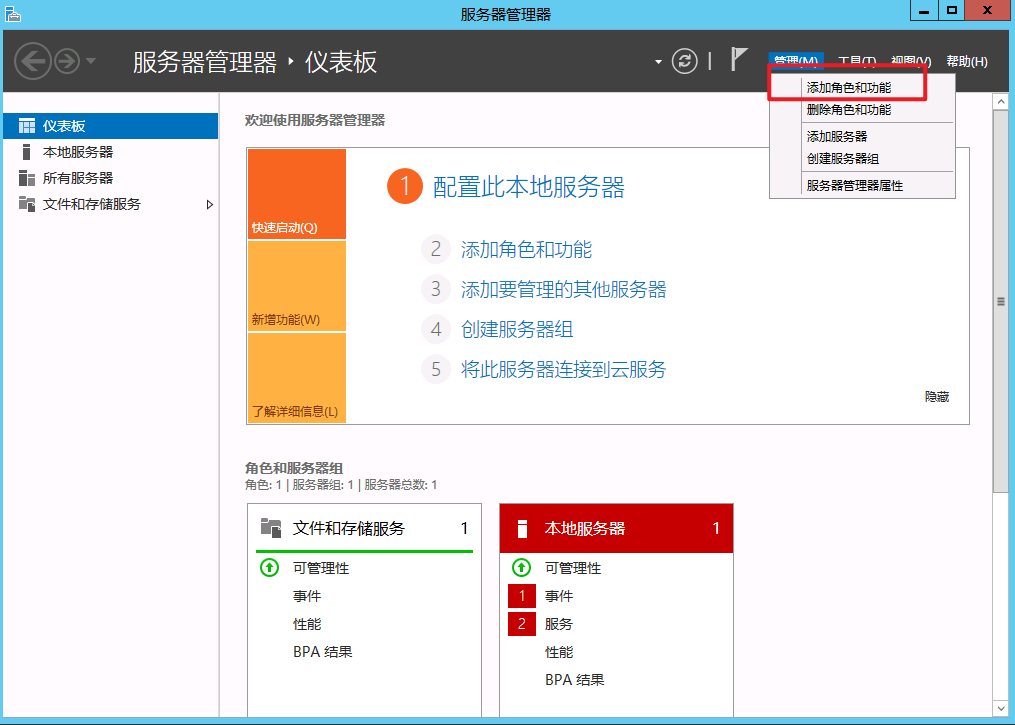 服务器管理器
服务器管理器 ‣ 仪表板
管理(M) 工具(T) 视图(V) 帮助(H)
添加角色和功能
删除角色和功能
添加服务器
创建服务器组
服务器管理器属性
仪表板
本地服务器
所有服务器
文件和存储服务
欢迎使用服务器管理器
快速启动(Q)
新增功能(W)
了解详细信息(L)
1 配置此本地服务器
2 添加角色和功能
3 添加要管理的其他服务器
4 创建服务器组
5 将此服务器连接到云服务
隐藏
角色和服务器组
角色: 1 | 服务器组: 1 | 服务器总数: 1
文件和存储服务 1
可管理性
事件
性能
BPA 结果
本地服务器 1
可管理性
1 事件
2 服务
性能
BPA 结果